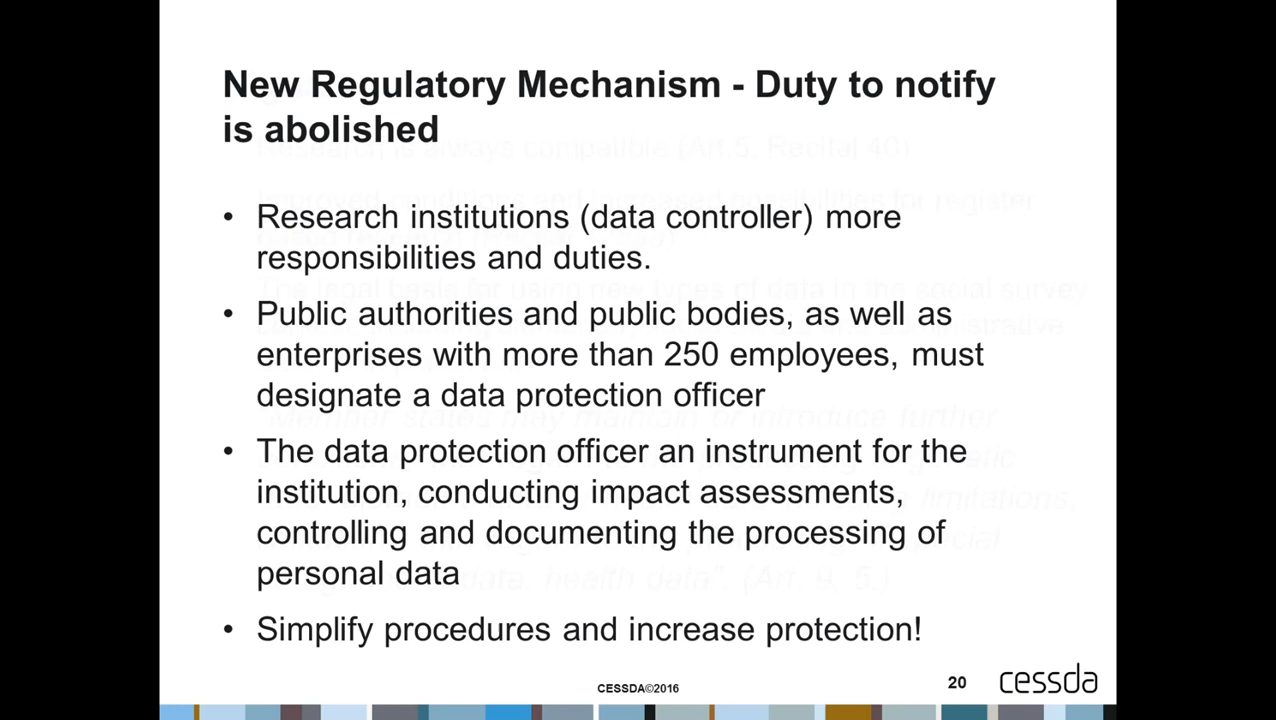 New Regulatory Mechanism - Duty to notify
is abolished
• Research institutions (data controller) more
responsibilities and duties.
• Public authorities and public bodies, as well as
enterprises with more than 250 employees, must
designate a data protection officer
• The data protection officer an instrument for the
institution, conducting impact assessments,
controlling and documenting the processing of
personal data
• Simplify procedures and increase protection!
CESSDA©2016
20
cessda